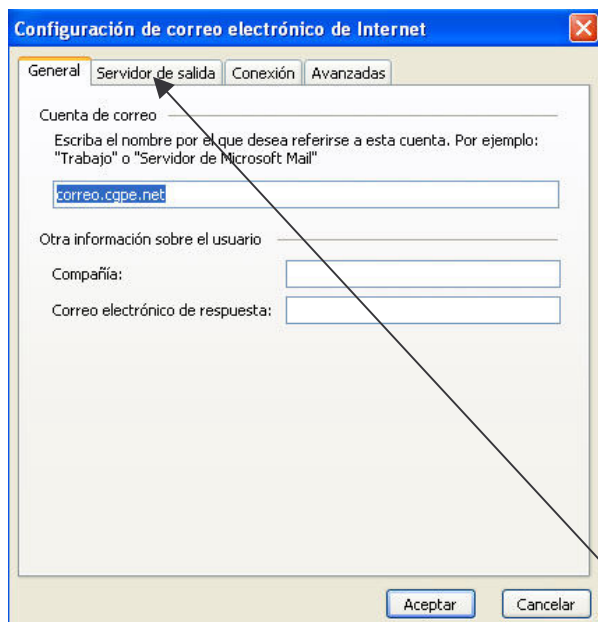 Configuración de correo electrónico de Internet
General Servidor de salida Conexión Avanzadas
Cuenta de correo
Escriba el nombre por el que desea referirse a esta cuenta. Por ejemplo:
"Trabajo" o "Servidor de Microsoft Mail"
correo.cgpe.net
Otra información sobre el usuario
Compañía:
Correo electrónico de respuesta:
Aceptar Cancelar